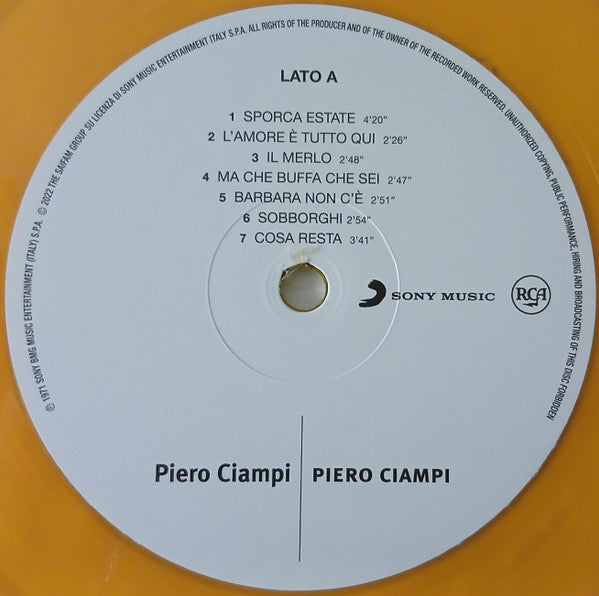 ℗ 1971 SONY BMG MUSIC ENTERTAINMENT (ITALY) S.P.A. © 2022 THE SAIFAM GROUP SU LICENZA DI SONY MUSIC ENTERTAINMENT ITALY S.P.A. ALL RIGHTS OF THE PRODUCER AND OF THE OWNER OF THE RECORDED WORK RESERVED. UNAUTHORIZED COPYING, PUBLIC PERFORMANCE, HIRING AND BROADCASTING OF THIS DISC FORBIDDEN
LATO A
1 SPORCA ESTATE 4'20"
2 L'AMORE È TUTTO QUI 2'26"
3 IL MERLO 2'48"
4 MA CHE BUFFA CHE SEI 2'47"
5 BARBARA NON C'È 2'51"
6 SOBBORGHI 2'54"
7 COSA RESTA 3'41"
SONY MUSIC RCA
Piero Ciampi | PIERO CIAMPI